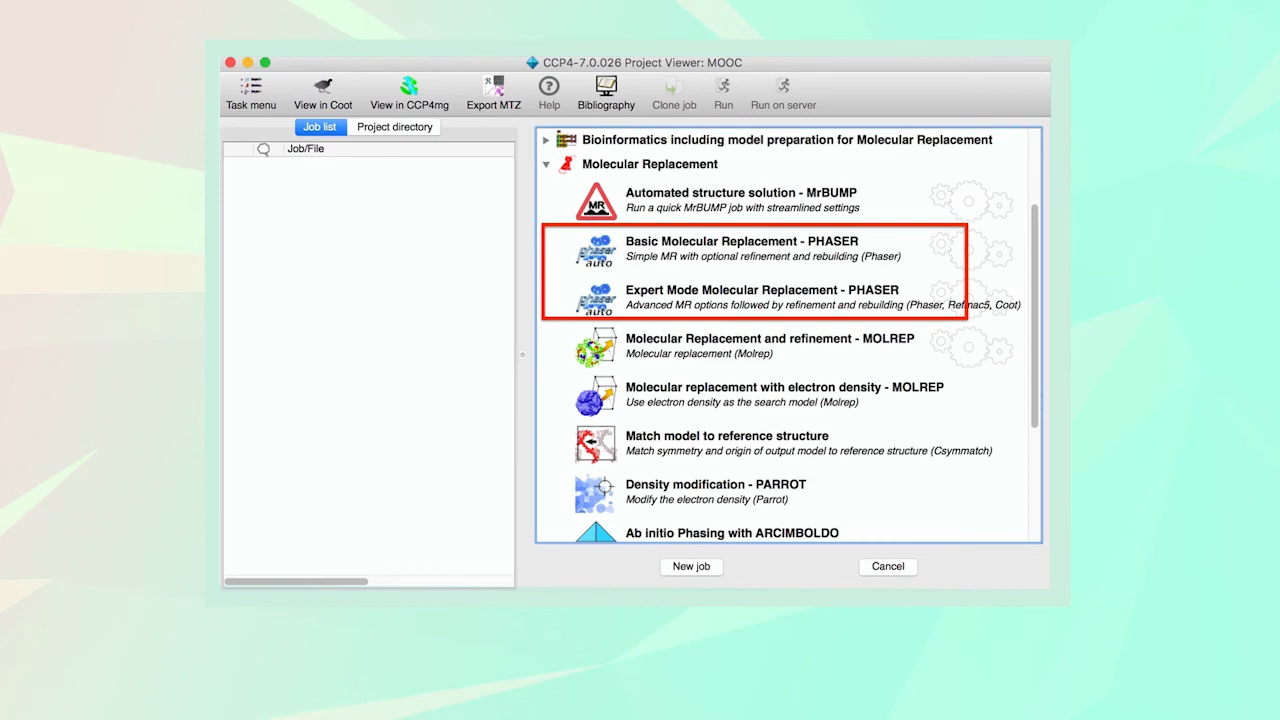 CCP4-7.0.026 Project Viewer: MOOC
Task menu View in Coot View in CCP4mg Export MTZ Help Bibliography Clone job Run Run on server
Job list Project directory
Job/File
Bioinformatics including model preparation for Molecular Replacement
Molecular Replacement
MR
Automated structure solution - MrBUMP
Run a quick MrBUMP job with streamlined settings
phaser
auto
Basic Molecular Replacement - PHASER
Simple MR with optional refinement and rebuilding (Phaser)
phaser
auto
Expert Mode Molecular Replacement - PHASER
Advanced MR options followed by refinement and rebuilding (Phaser, Refmac5, Coot)
Molecular Replacement and refinement - MOLREP
Molecular replacement (Molrep)
Molecular replacement with electron density - MOLREP
Use electron density as the search model (Molrep)
Match model to reference structure
Match symmetry and origin of output model to reference structure (Csymmatch)
Density modification - PARROT
Modify the electron density (Parrot)
Ab initio Phasing with ARCIMBOLDO
New job Cancel